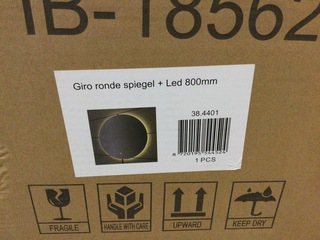 IB-18562
Giro ronde spiegel + Led 800mm
38.4401
1 PCS
FRAGILE
HANDLE WITH CARE
UPWARD
KEEP DRY